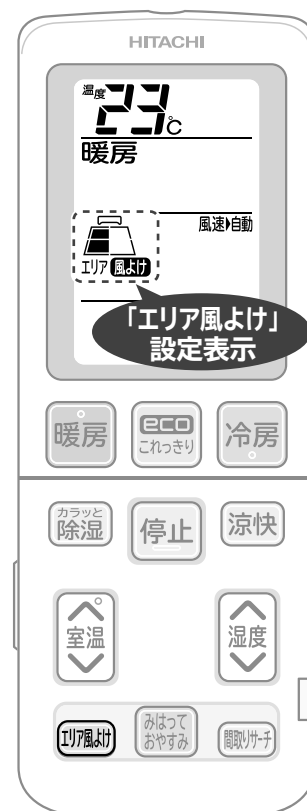 HITACHI
温度23℃
暖房
風速▶自動
エリア 風よけ
「エリア風よけ」
設定表示
暖房
eco
これっきり
冷房
カラッと
除湿
停止
涼快
室温
湿度
エリア風よけ
みはって
おやすみ
間取りサーチ